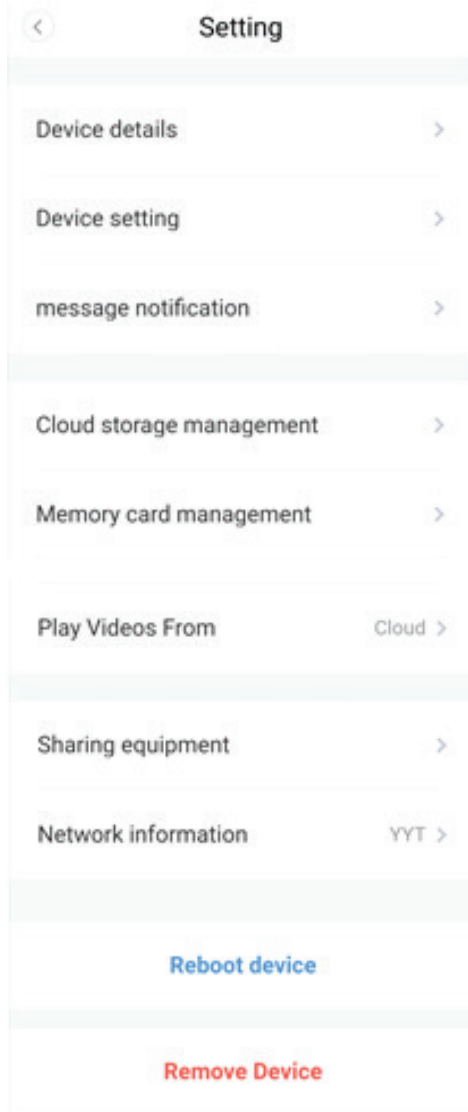 Setting
Device details
Device setting
message notification
Cloud storage management
Memory card management
Play Videos From Cloud
Sharing equipment
Network information YYT
Reboot device
Remove Device